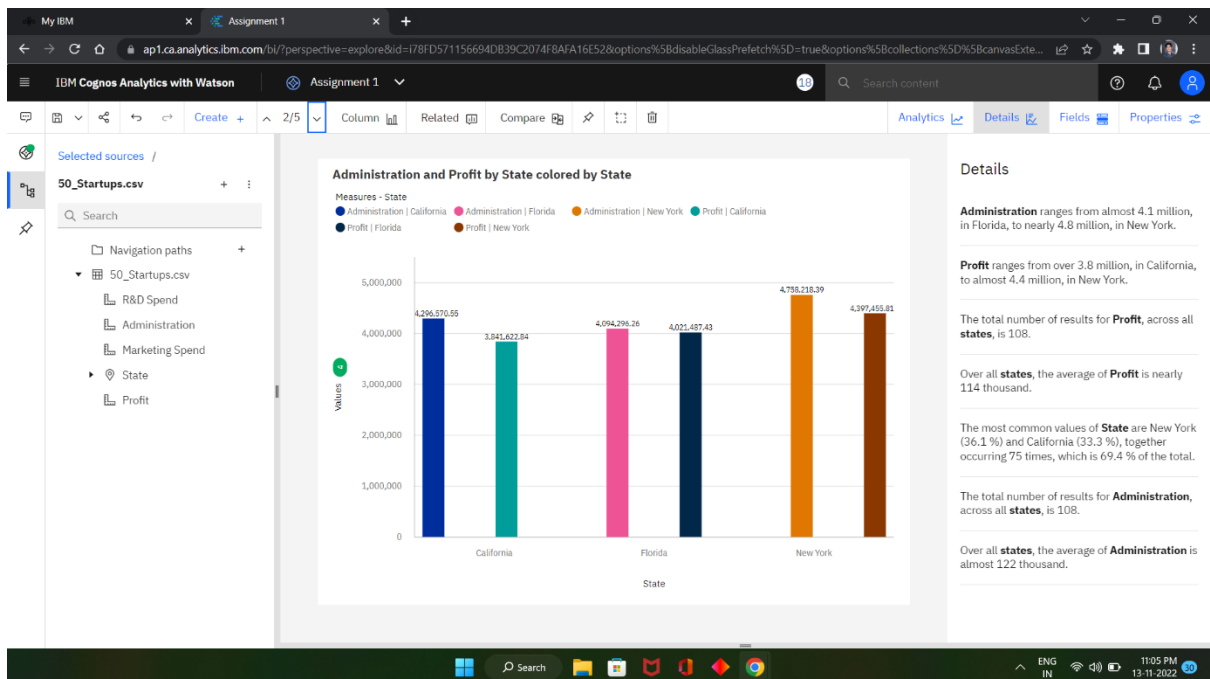 My IBM
Assignment 1
ap1.ca.analytics.ibm.com/bi/?perspective=explore&id=i78FD571156694DB39C2074F8AFA16E52&options%5BdisableGlassPrefetch%5D=true&options%5Bcollections%5D%5BcanvasExte...
IBM Cognos Analytics with Watson
Assignment 1
18
Search content
Create +
2/5
Column
Related
Compare
Analytics
Details
Fields
Properties
Selected sources /
50_Startups.csv
Search
Navigation paths
50_Startups.csv
R&D Spend
Administration
Marketing Spend
State
Profit
Administration and Profit by State colored by State
Measures - State
Administration | California Administration | Florida Administration | New York Profit | California
Profit | Florida Profit | New York
5,000,000
4,000,000
3,000,000
2,000,000
1,000,000
0
Values
4,296,570.55
3,841,622.84
4,094,296.26
4,021,487.43
4,758,218.39
4,397,455.81
California
Florida
New York
State
Details
Administration ranges from almost 4.1 million,
in Florida, to nearly 4.8 million, in New York.
Profit ranges from over 3.8 million, in California,
to almost 4.4 million, in New York.
The total number of results for Profit, across all
states, is 108.
Over all states, the average of Profit is nearly
114 thousand.
The most common values of State are New York
(36.1 %) and California (33.3 %), together
occurring 75 times, which is 69.4 % of the total.
The total number of results for Administration,
across all states, is 108.
Over all states, the average of Administration is
almost 122 thousand.
Search
ENG
IN
11:05 PM
13-11-2022
30